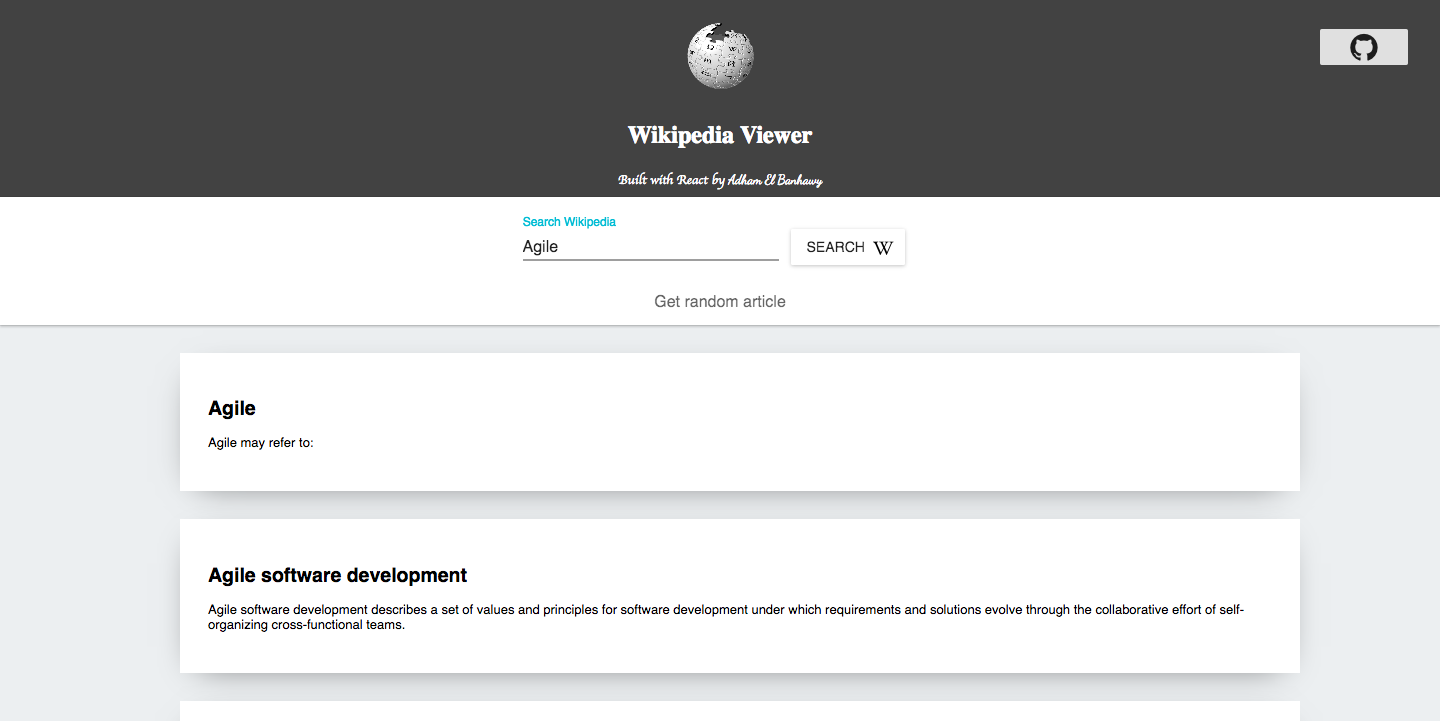 Wikipedia Viewer
Built with React by Adham El Banhawy
Search Wikipedia
Agile
SEARCH W
Get random article
Agile
Agile may refer to:
Agile software development
Agile software development describes a set of values and principles for software development under which requirements and solutions evolve through the collaborative effort of self-
organizing cross-functional teams.